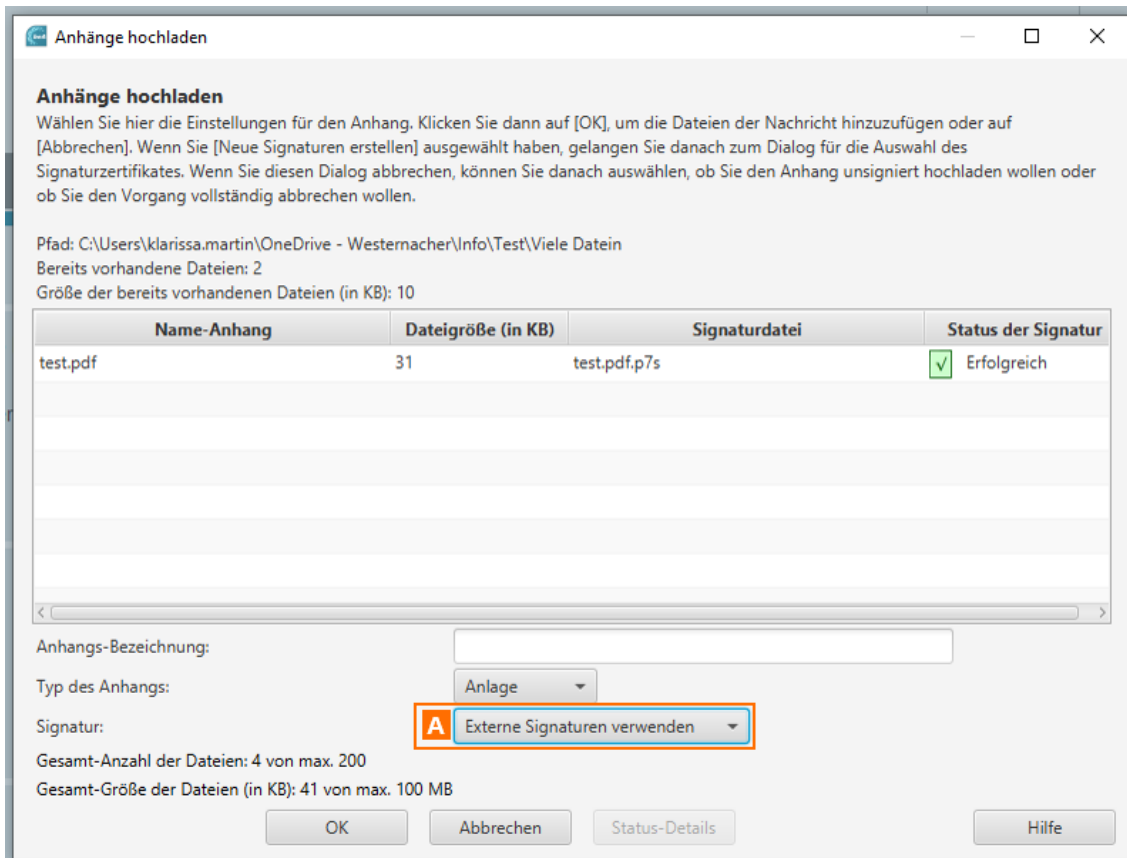 Anhänge hochladen
Anhänge hochladen
Wählen Sie hier die Einstellungen für den Anhang. Klicken Sie dann auf [OK], um die Dateien der Nachricht hinzuzufügen oder auf
[Abbrechen]. Wenn Sie [Neue Signaturen erstellen] ausgewählt haben, gelangen Sie danach zum Dialog für die Auswahl des
Signaturzertifikates. Wenn Sie diesen Dialog abbrechen, können Sie danach auswählen, ob Sie den Anhang unsigniert hochladen wollen oder
ob Sie den Vorgang vollständig abbrechen wollen.
Pfad: C:\Users\klarissa.martin\OneDrive - Westernacher\Info\Test\Viele Datein
Bereits vorhandene Dateien: 2
Größe der bereits vorhandenen Dateien (in KB): 10
Name-Anhang Dateigröße (in KB) Signaturdatei Status der Signatur
test.pdf 31 test.pdf.p7s √ Erfolgreich
Anhangs-Bezeichnung:
Typ des Anhangs: Anlage
Signatur: A Externe Signaturen verwenden
Gesamt-Anzahl der Dateien: 4 von max. 200
Gesamt-Größe der Dateien (in KB): 41 von max. 100 MB
OK Abbrechen Status-Details Hilfe